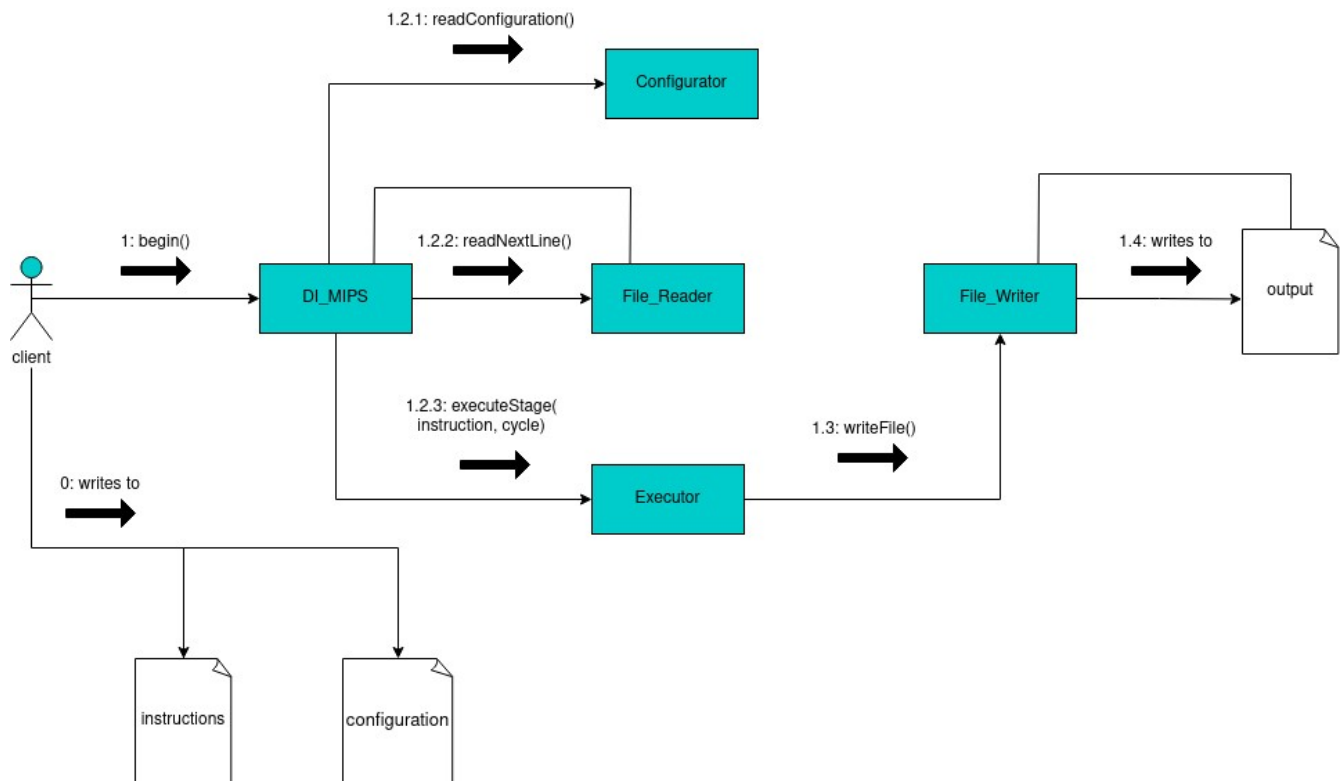 1.2.1: readConfiguration()
Configurator
1: begin()
1.2.2: readNextLine()
1.4: writes to
DI_MIPS
File_Reader
File_Writer
output
client
1.2.3: executeStage(
instruction, cycle)
1.3: writeFile()
0: writes to
Executor
instructions
configuration